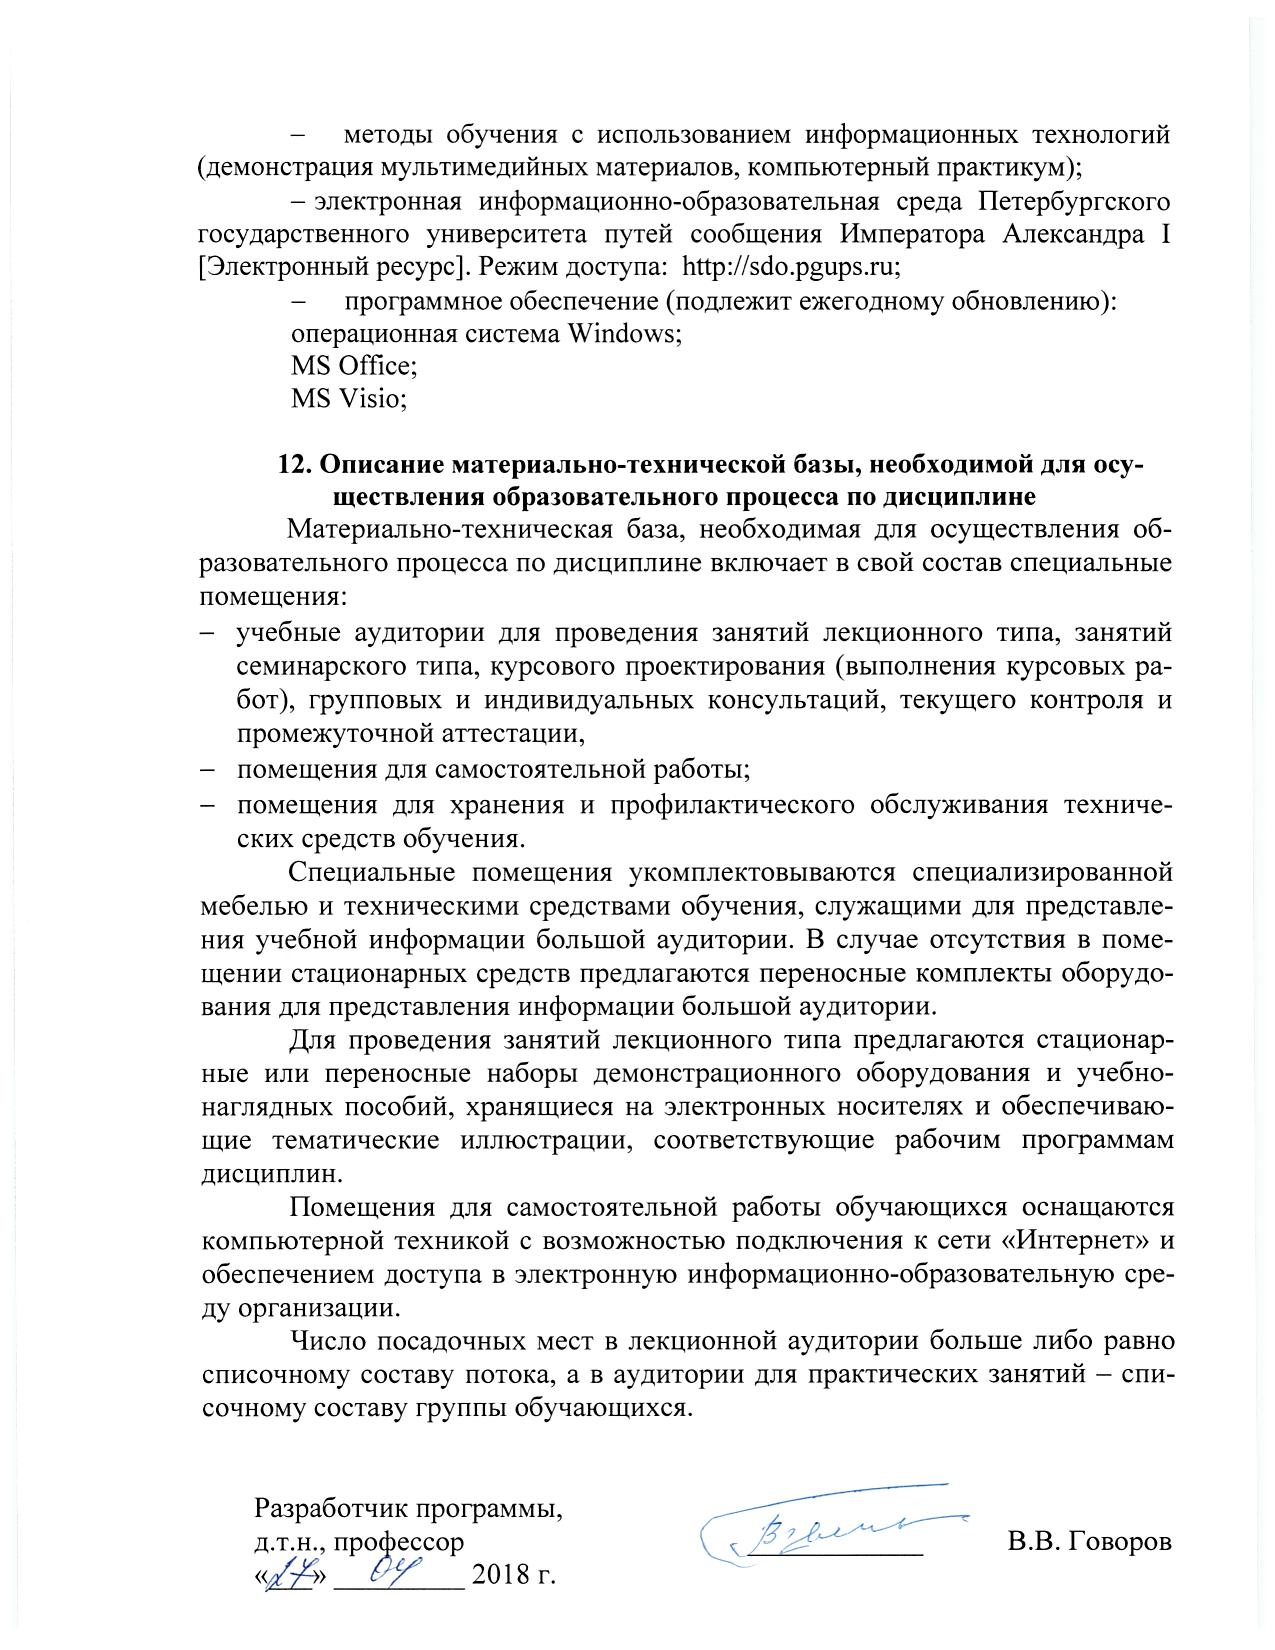 – методы обучения с использованием информационных технологий
(демонстрация мультимедийных материалов, компьютерный практикум);
– электронная информационно-образовательная среда Петербургского
государственного университета путей сообщения Императора Александра I
[Электронный ресурс]. Режим доступа: http://sdo.pgups.ru;
– программное обеспечение (подлежит ежегодному обновлению):
операционная система Windows;
MS Office;
MS Visio;
12. Описание материально-технической базы, необходимой для осу-
ществления образовательного процесса по дисциплине
Материально-техническая база, необходимая для осуществления об-
разовательного процесса по дисциплине включает в свой состав специальные
помещения:
– учебные аудитории для проведения занятий лекционного типа, занятий
семинарского типа, курсового проектирования (выполнения курсовых ра-
бот), групповых и индивидуальных консультаций, текущего контроля и
промежуточной аттестации,
– помещения для самостоятельной работы;
– помещения для хранения и профилактического обслуживания техниче-
ских средств обучения.
Специальные помещения укомплектовываются специализированной
мебелью и техническими средствами обучения, служащими для представле-
ния учебной информации большой аудитории. В случае отсутствия в поме-
щении стационарных средств предлагаются переносные комплекты оборудо-
вания для представления информации большой аудитории.
Для проведения занятий лекционного типа предлагаются стационар-
ные или переносные наборы демонстрационного оборудования и учебно-
наглядных пособий, хранящиеся на электронных носителях и обеспечиваю-
щие тематические иллюстрации, соответствующие рабочим программам
дисциплин.
Помещения для самостоятельной работы обучающихся оснащаются
компьютерной техникой с возможностью подключения к сети «Интернет» и
обеспечением доступа в электронную информационно-образовательную сре-
ду организации.
Число посадочных мест в лекционной аудитории больше либо равно
списочному составу потока, а в аудитории для практических занятий – спи-
сочному составу группы обучающихся.
Разработчик программы,
д.т.н., профессор _____________ В.В. Говоров
«27» 04 2018 г.